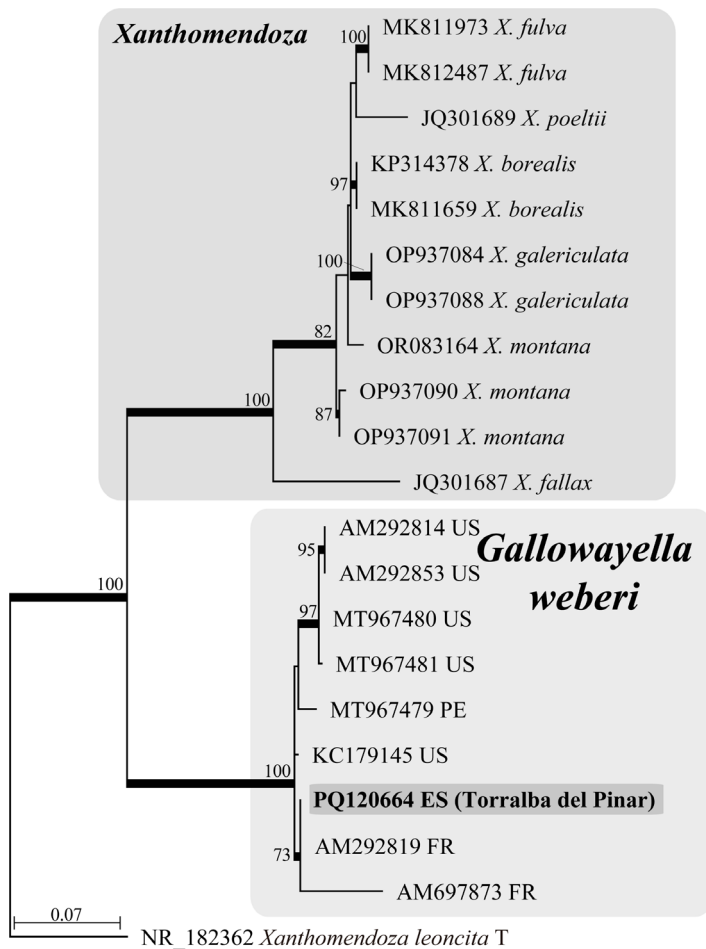 Xanthomendoza
100
MK811973 X. fulva
MK812487 X. fulva
JQ301689 X. poeltii
KP314378 X. borealis
97
MK811659 X. borealis
OP937084 X. galericulata
100
OP937088 X. galericulata
82
OR083164 X. montana
OP937090 X. montana
87
OP937091 X. montana
100
JQ301687 X. fallax
AM292814 US
Gallowayella
weberi
95
AM292853 US
97
MT967480 US
MT967481 US
100
MT967479 PE
KC179145 US
100
PQ120664 ES (Torralba del Pinar)
AM292819 FR
73
AM697873 FR
0.07
NR_182362 Xanthomendoza leoncita T